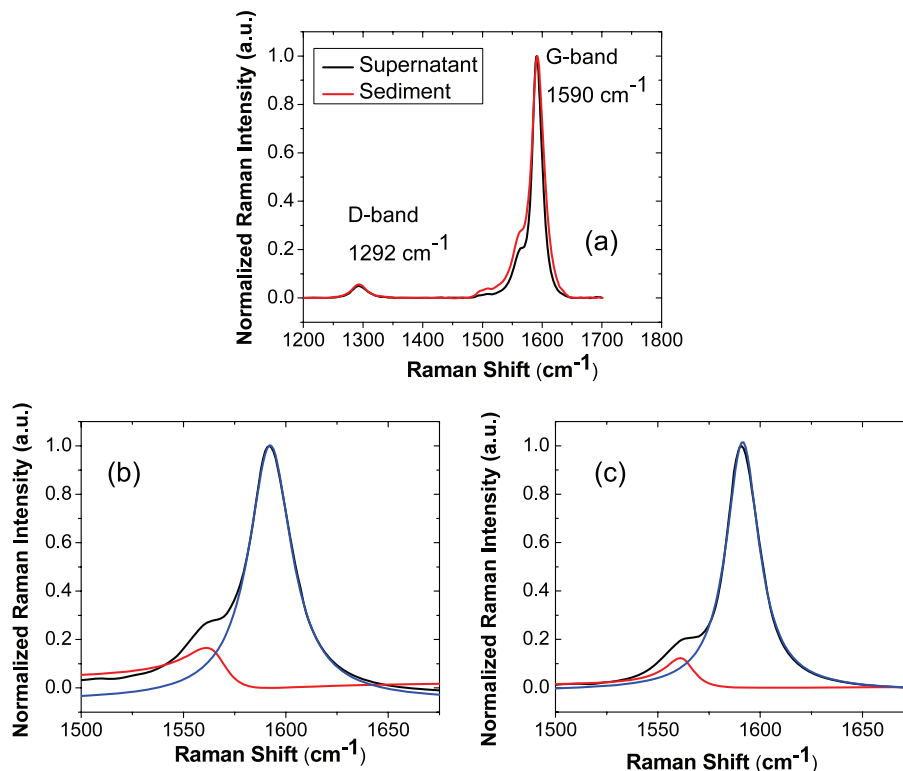 Normalized Raman Intensity (a.u.)
1.0
0.8
0.6
0.4
0.2
0.0
Supernatant
Sediment
G-band
1590 cm-1
D-band
1292 cm-1
(a)
1200 1300 1400 1500 1600 1700 1800
Raman Shift (cm-1)
Normalized Raman Intensity (a.u.)
1.0
0.8
0.6
0.4
0.2
0.0
(b)
1500 1550 1600 1650
Raman Shift (cm-1)
Normalized Raman Intensity (a.u.)
1.0
0.8
0.6
0.4
0.2
0.0
(c)
1500 1550 1600 1650
Raman Shift (cm-1)